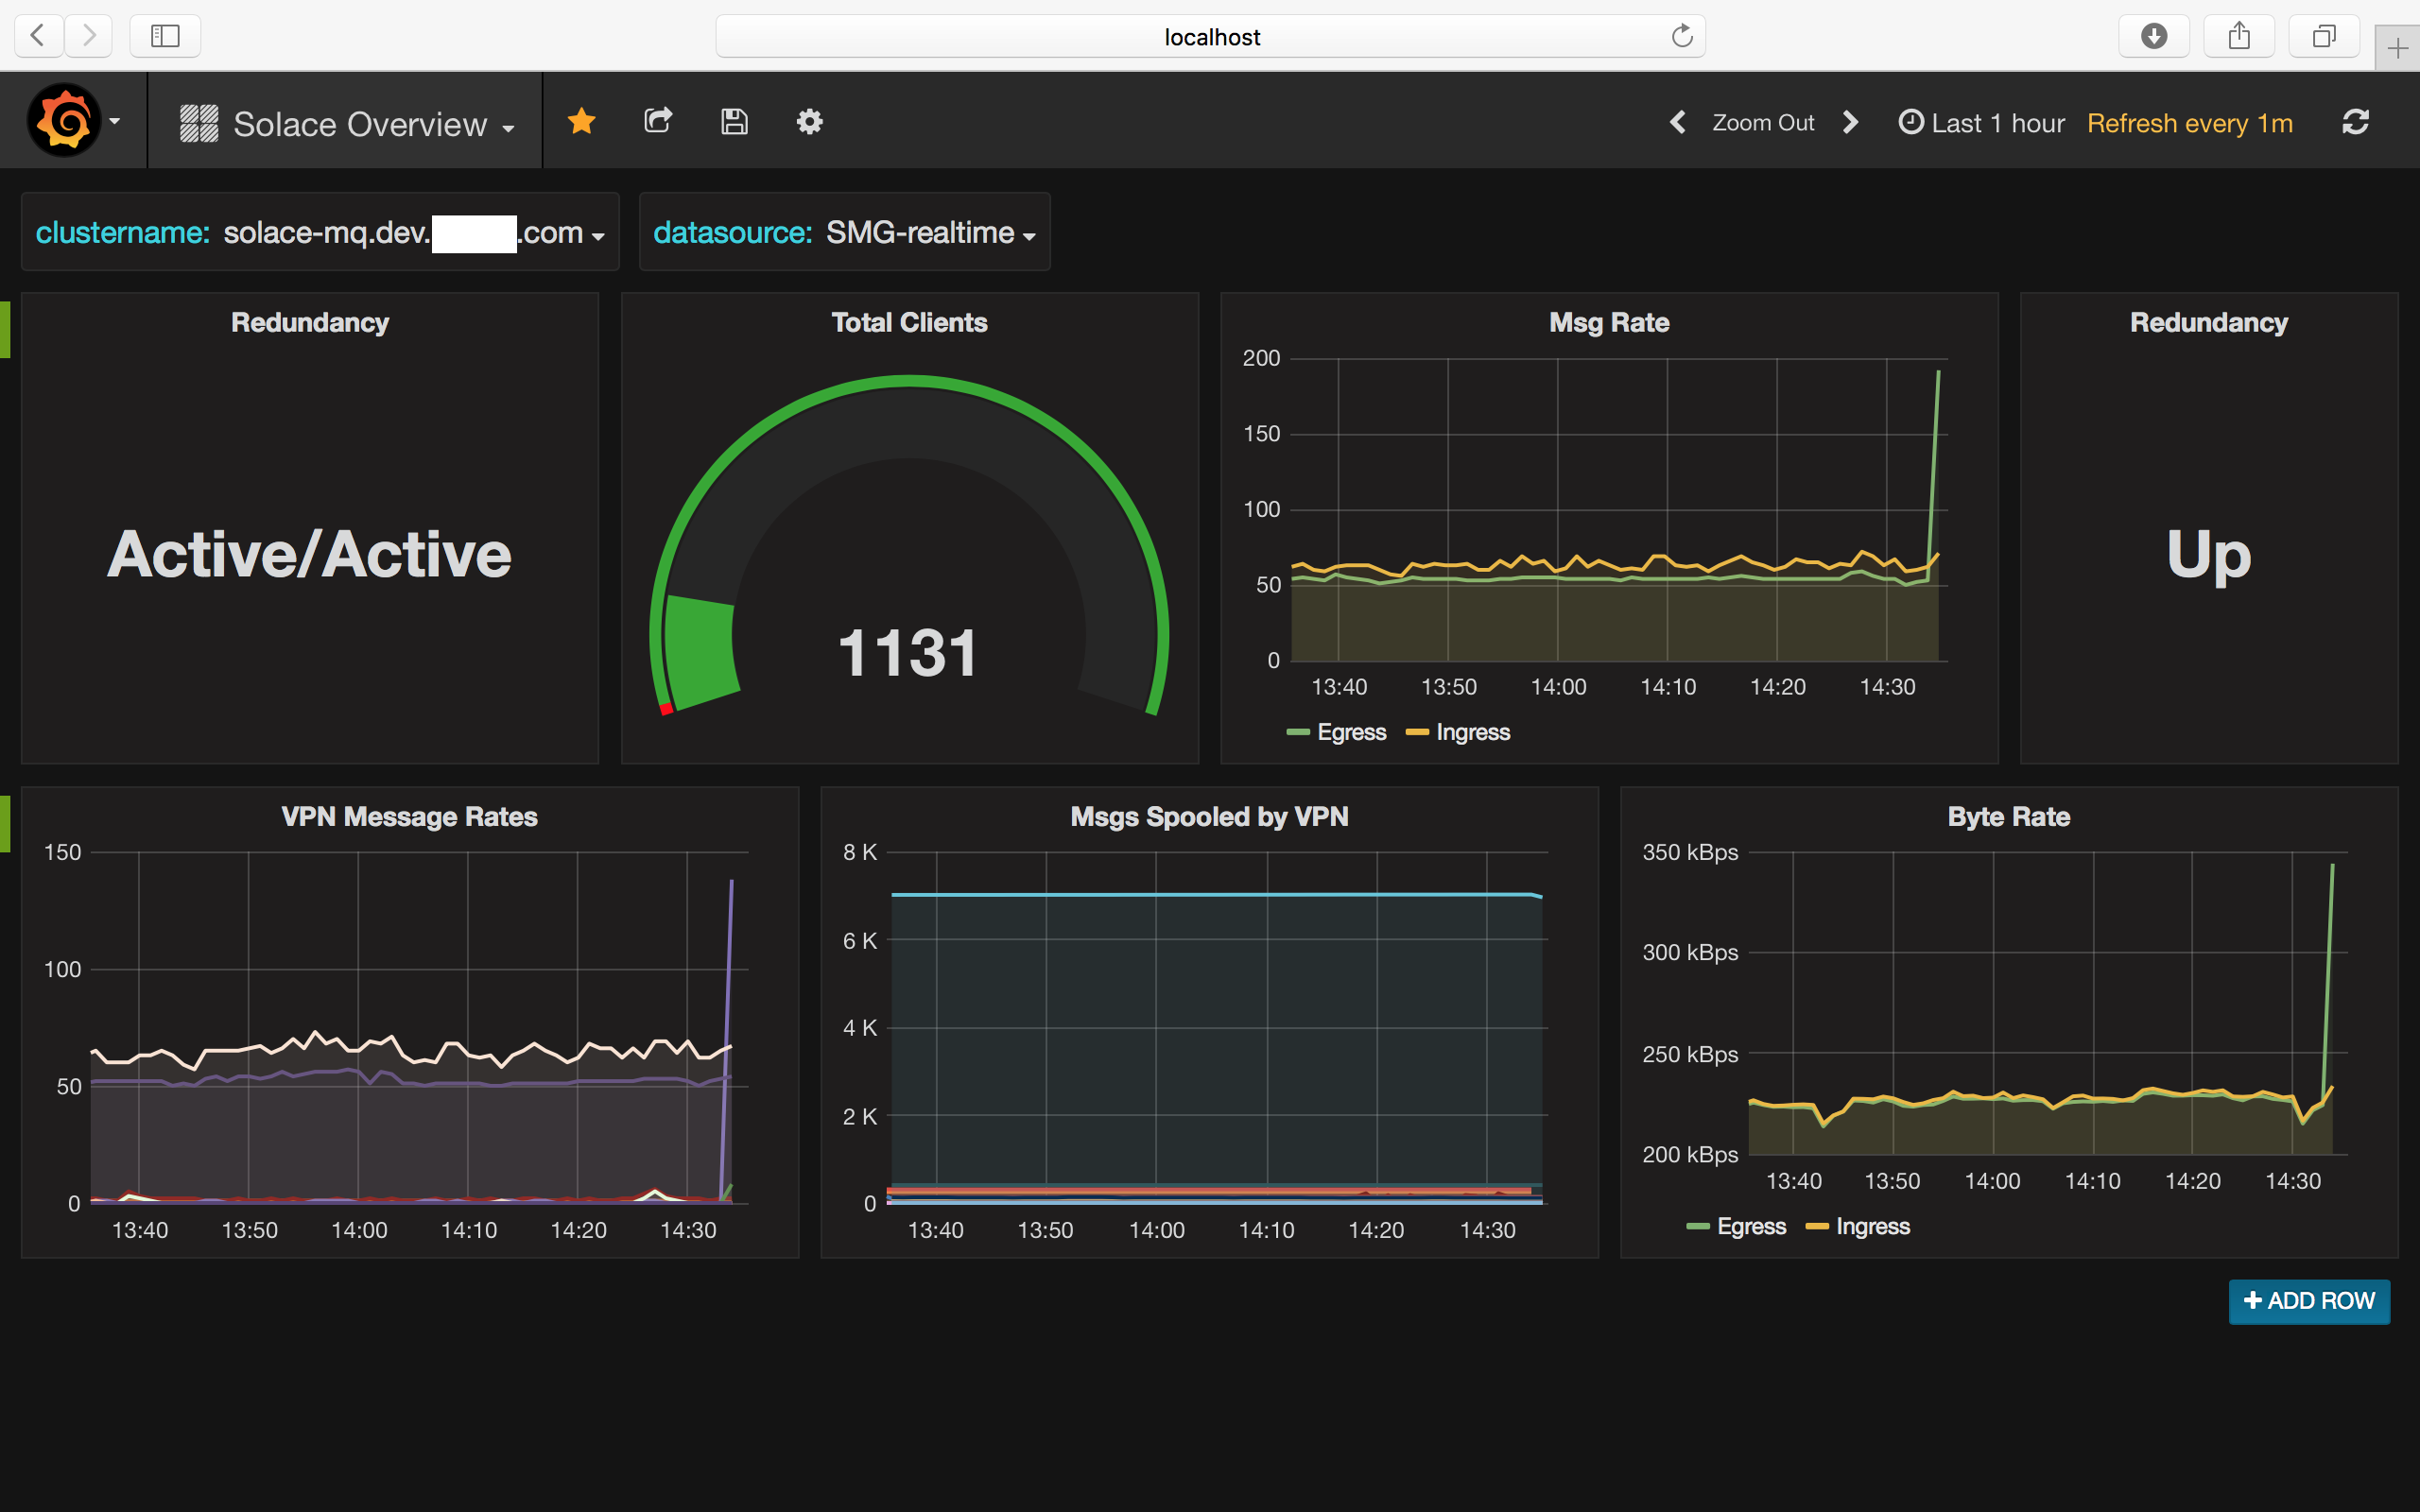 localhost
Solace Overview
Zoom Out Last 1 hour Refresh every 1m
clustername: solace-mq.dev. .com
datasource: SMG-realtime
Redundancy
Active/Active
Total Clients
1131
Msg Rate
200
150
100
50
0
13:40 13:50 14:00 14:10 14:20 14:30
Egress Ingress
Redundancy
Up
VPN Message Rates
150
100
50
0
13:40 13:50 14:00 14:10 14:20 14:30
Msgs Spooled by VPN
8 K
6 K
4 K
2 K
0
13:40 13:50 14:00 14:10 14:20 14:30
Byte Rate
350 kBps
300 kBps
250 kBps
200 kBps
13:40 13:50 14:00 14:10 14:20 14:30
Egress Ingress
+ ADD ROW